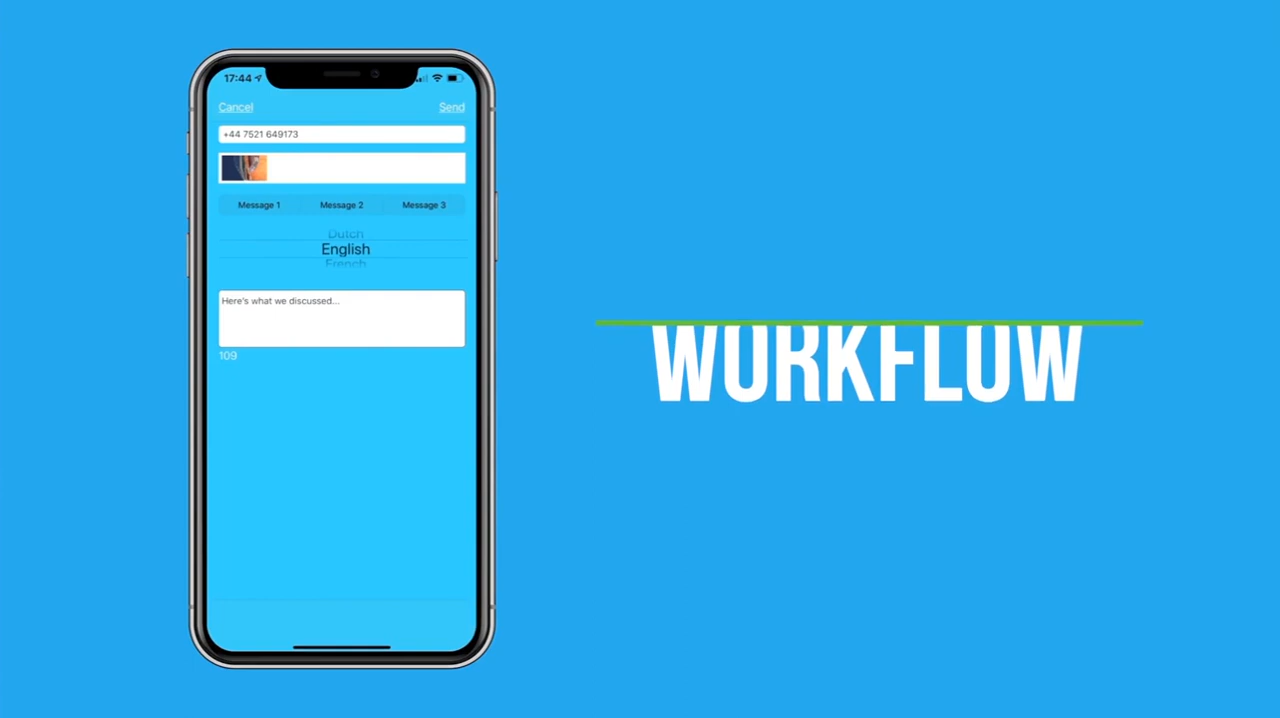 17:44
Cancel Send
+44 7521 649173
Message 1 Message 2 Message 3
Dutch
English
French
Here's what we discussed...
109
WORKFLOW